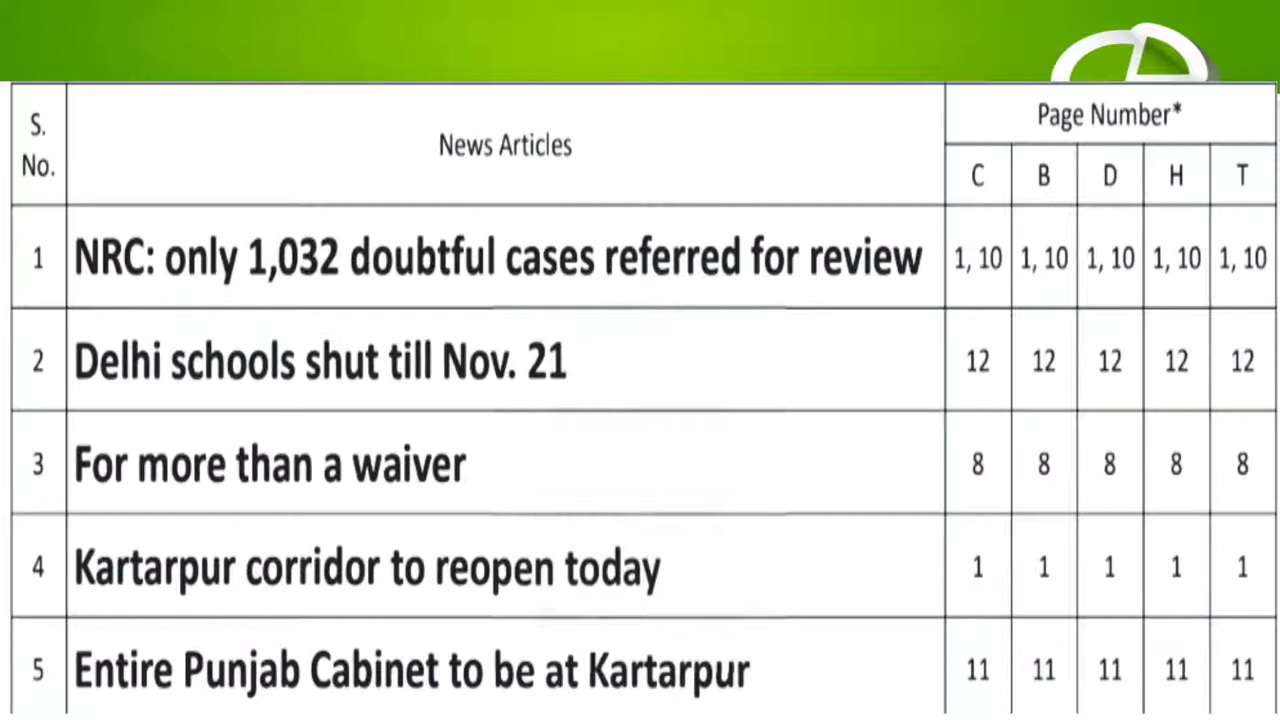 S. No. News Articles Page Number*
C B D H T
1 NRC: only 1,032 doubtful cases referred for review 1, 10 1, 10 1, 10 1, 10 1, 10
2 Delhi schools shut till Nov. 21 12 12 12 12 12
3 For more than a waiver 8 8 8 8 8
4 Kartarpur corridor to reopen today 1 1 1 1 1
5 Entire Punjab Cabinet to be at Kartarpur 11 11 11 11 11